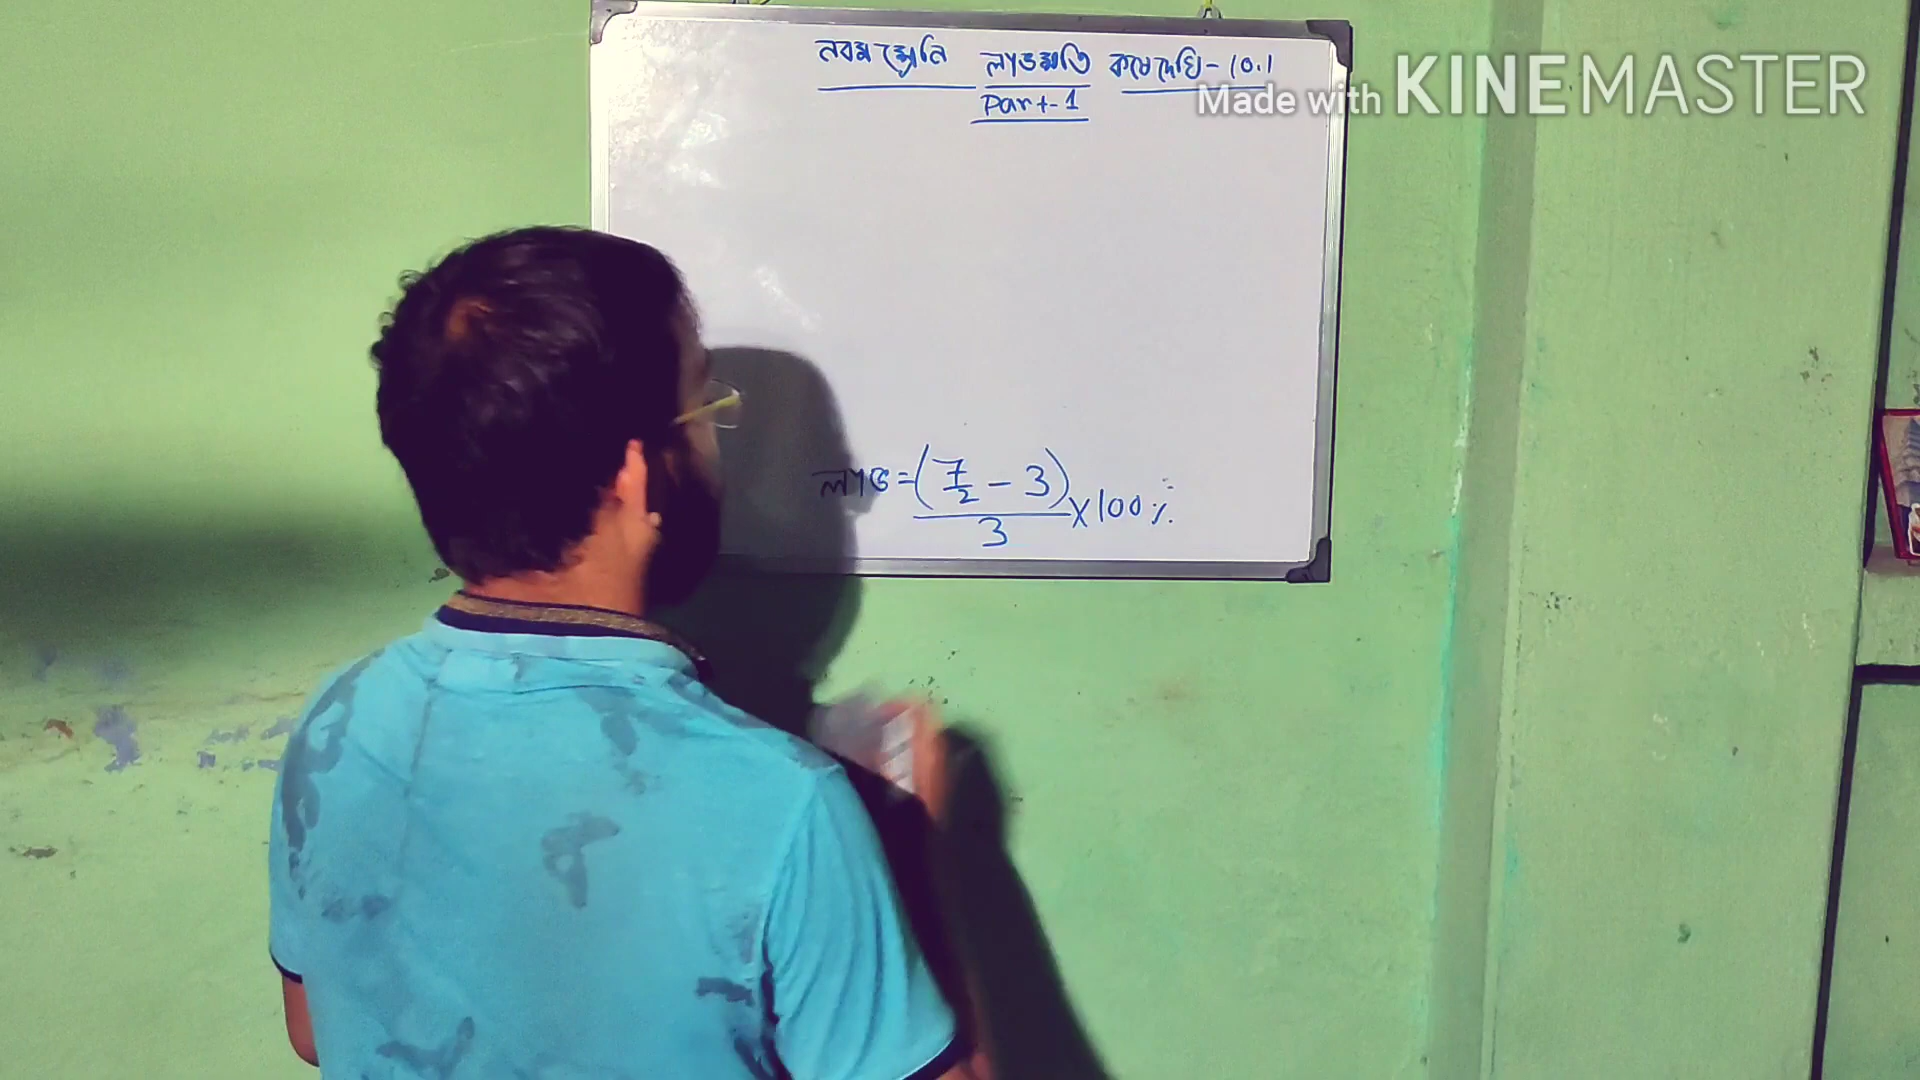 নবম শ্রেনি লাভক্ষতি কষে দেখি - 10.1
Part - 1
Made with KINEMASTER
লাভ = (7/2 - 3)/3 X 100%